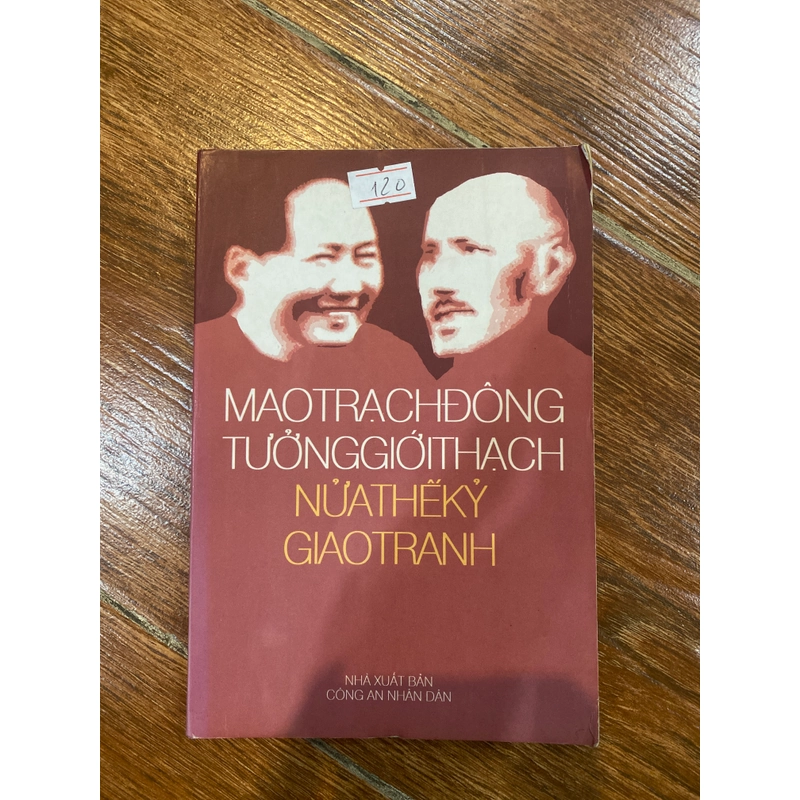 120
MAOTRẠCHĐÔNG
TƯỞNGGIỚITHẠCH
NỬATHẾKỶ
GIAOTRANH
NHÀ XUẤT BẢN
CÔNG AN NHÂN DÂN